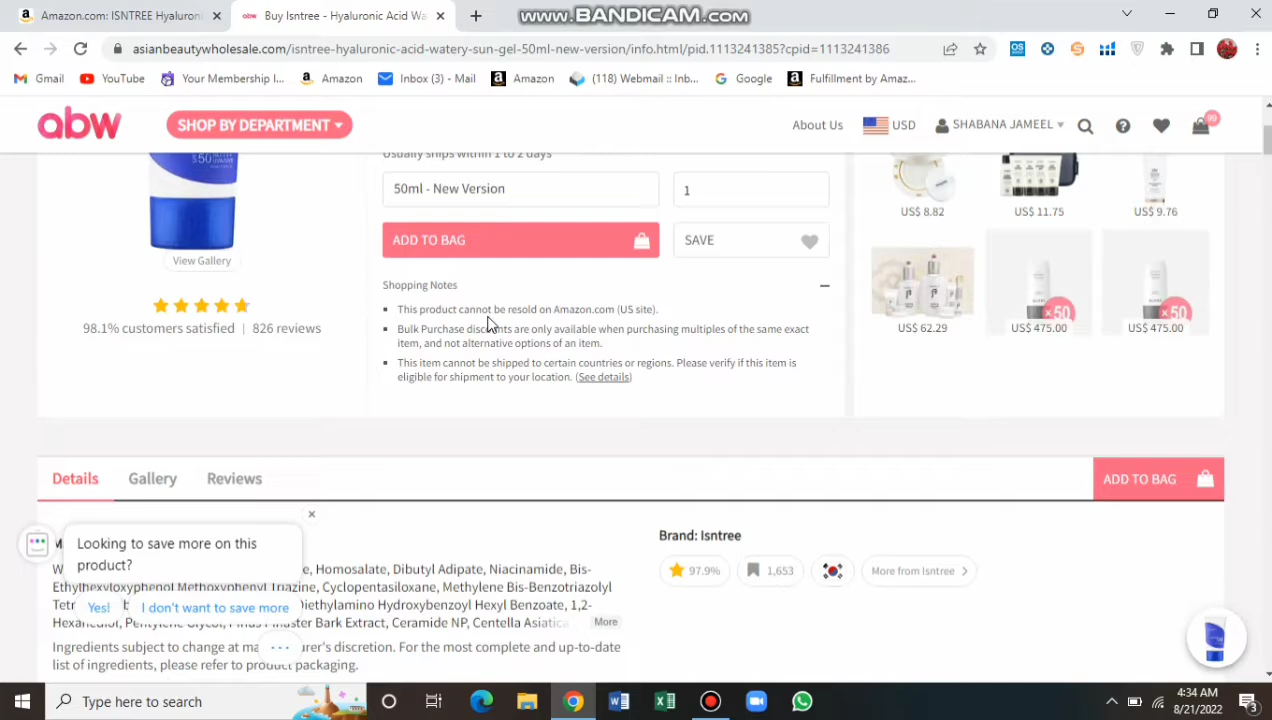 Amazon.com: ISNTREE Hyaluroni
Buy Isntree - Hyaluronic Acid Wa
www.BANDICAM.com
asianbeautywholesale.com/isntree-hyaluronic-acid-watery-sun-gel-50ml-new-version/info.html/pid.1113241385?cpid=1113241386
Gmail
YouTube
Your Membership I...
Amazon
Inbox (3) - Mail
Amazon
(118) Webmail :: Inb...
Google
Fulfillment by Amaz...
abw
SHOP BY DEPARTMENT
About Us
USD
SHABANA JAMEEL
99
Usually ships within 1 to 2 days
50ml - New Version
1
ADD TO BAG
SAVE
View Gallery
98.1% customers satisfied | 826 reviews
Shopping Notes
This product cannot be resold on Amazon.com (US site).
Bulk Purchase discounts are only available when purchasing multiples of the same exact
item, and not alternative options of an item.
This item cannot be shipped to certain countries or regions. Please verify if this item is
eligible for shipment to your location. (See details)
US$ 8.82
US$ 11.75
US$ 9.76
US$ 62.29
x50
US$ 475.00
x50
US$ 475.00
Details
Gallery
Reviews
ADD TO BAG
Looking to save more on this
product?
Yes!
I don't want to save more
...
Homosalate, Dibutyl Adipate, Niacinamide, Bis-
Ethylhexyloxyphenol Methoxyphenyl Triazine, Cyclopentasiloxane, Methylene Bis-Benzotriazolyl
Diethylamino Hydroxybenzoyl Hexyl Benzoate, 1,2-
Hexanediol, Pentylene Glycol, Pinus Pinaster Bark Extract, Ceramide NP, Centella Asiatica
More
Ingredients subject to change at
For the most complete and up-to-date
list of ingredients, please refer to product packaging.
Brand: Isntree
97.9%
1,653
More from Isntree
Type here to search
4:34 AM
8/21/2022
3